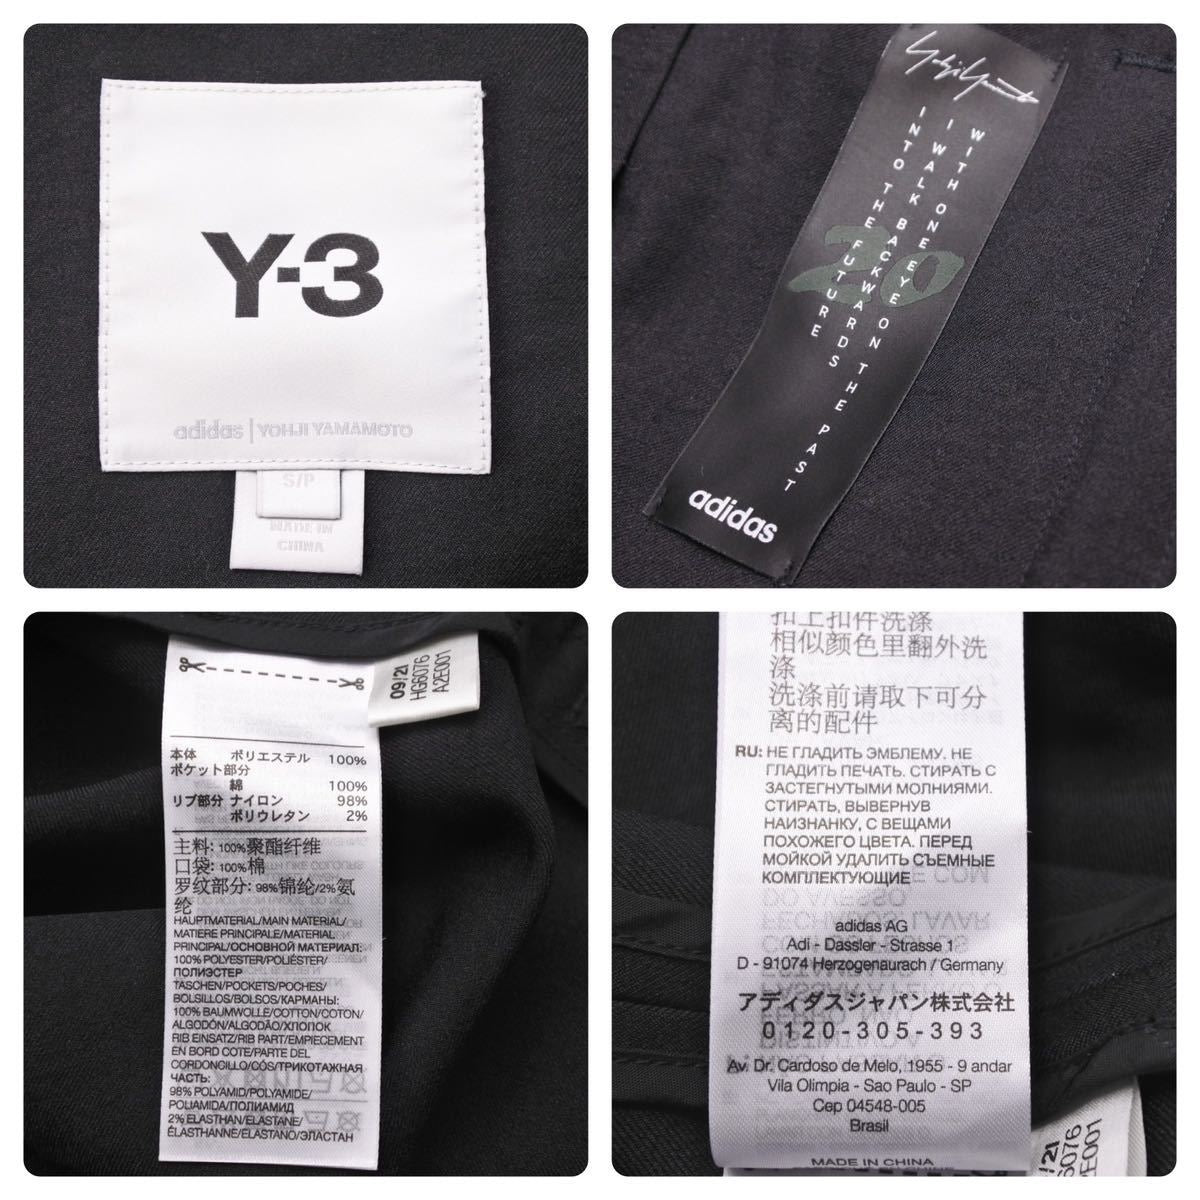 Y-3
adidas | YOHJI YAMAMOTO
S/P
MADE IN
CHINA
Yohji Yamamoto
WITH ONE EYE ON THE PAST
I WALK BACKWARDS
INTO THE FUTURE
20
adidas
09/21
HG6076
A2E001
本体 ポリエステル 100%
ポケット部分
綿 100%
リブ部分 ナイロン 98%
ポリウレタン 2%
主料: 100%聚酯纤维
口袋: 100%棉
罗纹部分: 98%锦纶/2%氨
纶
HAUPTMATERIAL/MAIN MATERIAL/
MATIERE PRINCIPALE/MATERIAL
PRINCIPAL/ОСНОВНОЙ МАТЕРИАЛ:
100% POLYESTER/POLIÉSTER/
ПОЛИЭСТЕР
TASCHEN/POCKETS/POCHES/
BOLSILLOS/BOLSOS/КАРМАНЫ:
100% BAUMWOLLE/COTTON/COTON/
ALGODÓN/ALGODÃO/ХЛОПОК
RIB EINSATZ/RIB PART/EMPIECEMENT
EN BORD COTE/PARTE DEL
CORDONCILLO/CÓS/ТРИКОТАЖНАЯ
ЧАСТЬ:
98% POLYAMID/POLYAMIDE/
POLIAMIDA/ПОЛИАМИД
2% ELASTHAN/ELASTANE/
ÉLASTHANNE/ELASTANO/ЭЛАСТАН
扣上扣件洗涤
相似颜色里翻外洗
涤
洗涤前请取下可分
离的配件
RU: НЕ ГЛАДИТЬ ЭМБЛЕМУ. НЕ
ГЛАДИТЬ ПЕЧАТЬ. СТИРАТЬ С
ЗАСТЕГНУТЫМИ МОЛНИЯМИ.
СТИРАТЬ, ВЫВЕРНУВ
НАИЗНАНКУ, С ВЕЩАМИ
ПОХОЖЕГО ЦВЕТА. ПЕРЕД
МОЙКОЙ УДАЛИТЬ СЪЕМНЫЕ
КОМПЛЕКТУЮЩИЕ
adidas AG
Adi - Dassler - Strasse 1
D - 91074 Herzogenaurach / Germany
アディダスジャパン株式会社
0120-305-393
Av. Dr. Cardoso de Melo, 1955 - 9 andar
Vila Olimpia - Sao Paulo - SP
Cep 04548-005
Brasil
MADE IN CHINA
/21
6076
2E001